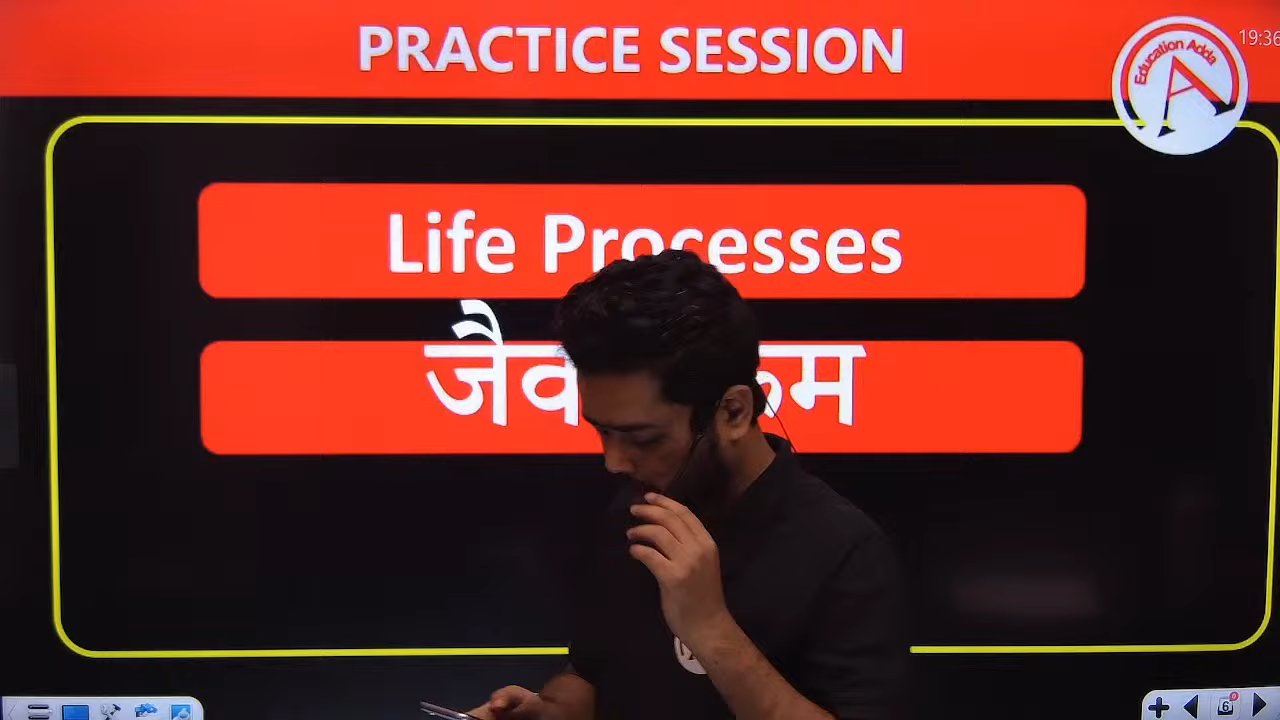 PRACTICE SESSION
Education Adda
A
19:36
Life Processes
6